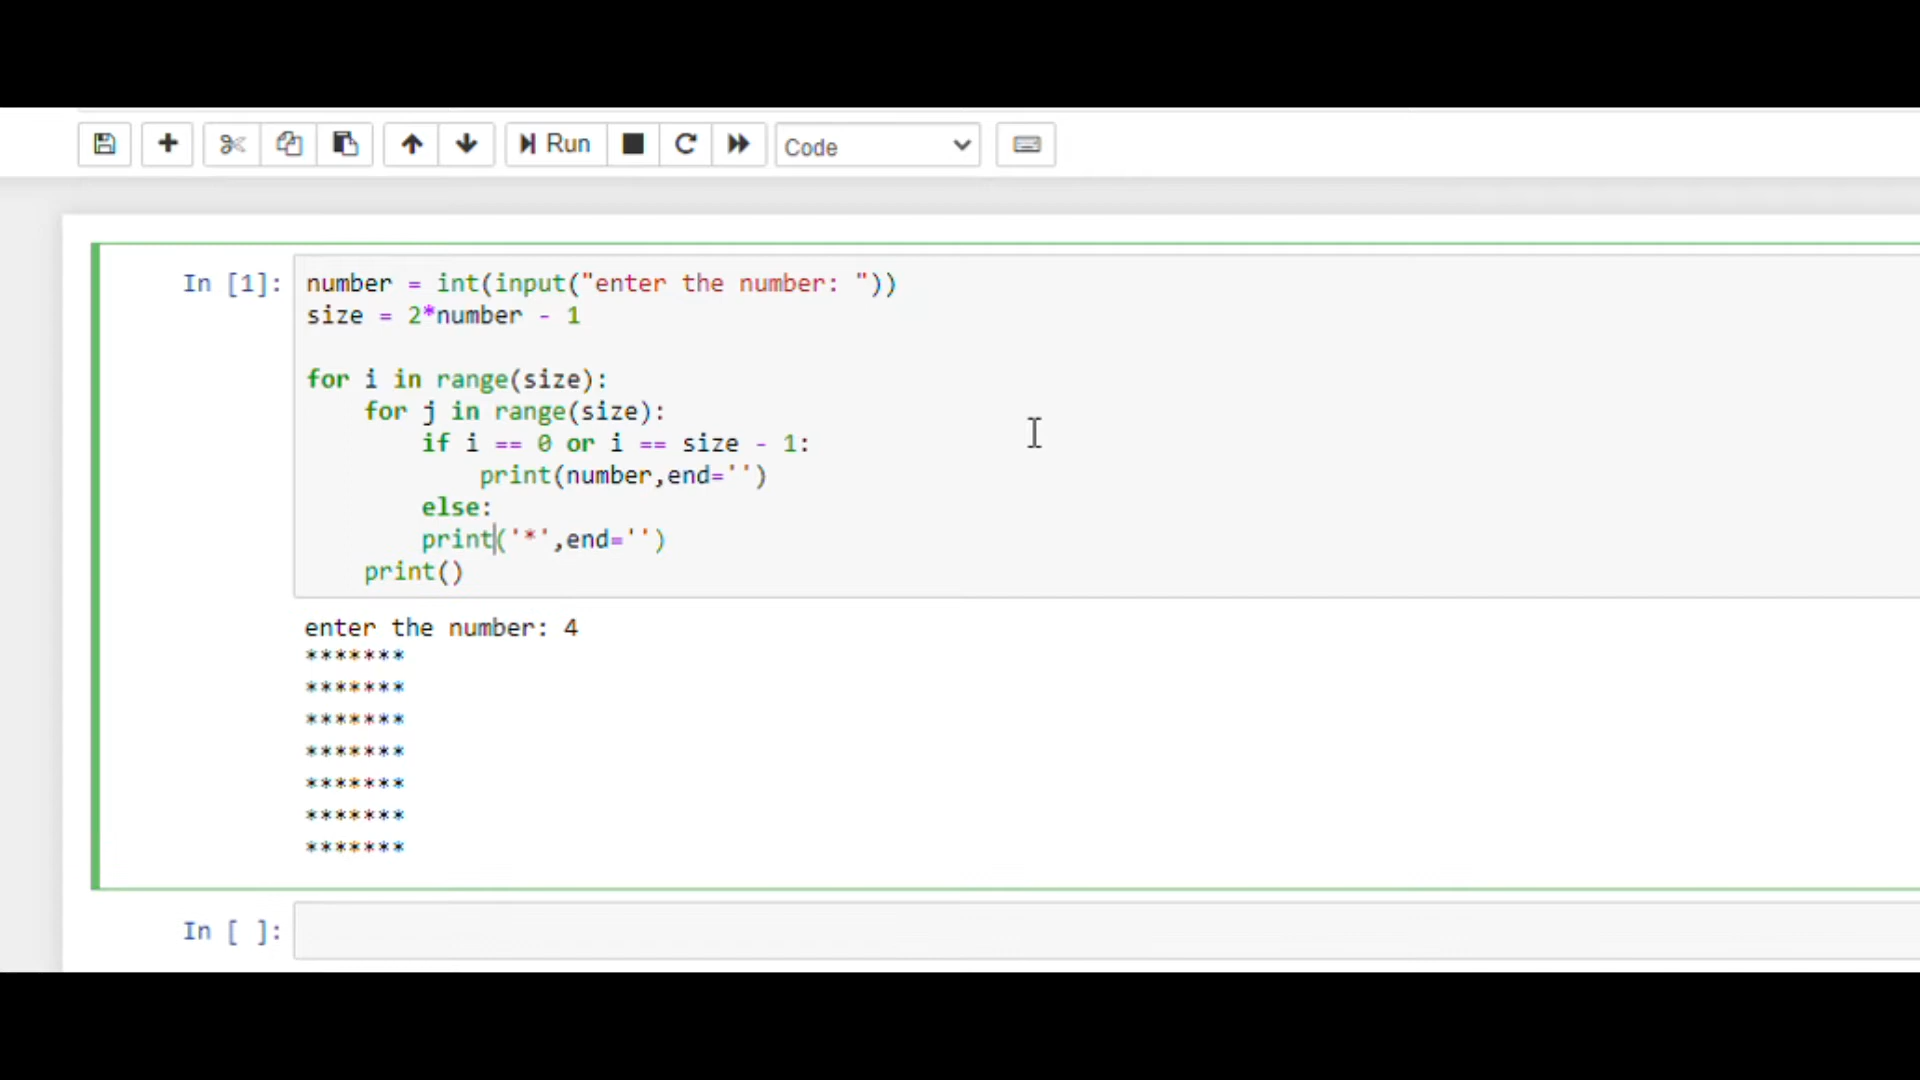 Run
Code
In [1]:
number = int(input("enter the number: "))
size = 2*number - 1
for i in range(size):
    for j in range(size):
        if i == 0 or i == size - 1:
            print(number,end='')
        else:
        print('*',end='')
    print()
enter the number: 4
*******
*******
*******
*******
*******
*******
*******
In [ ]: